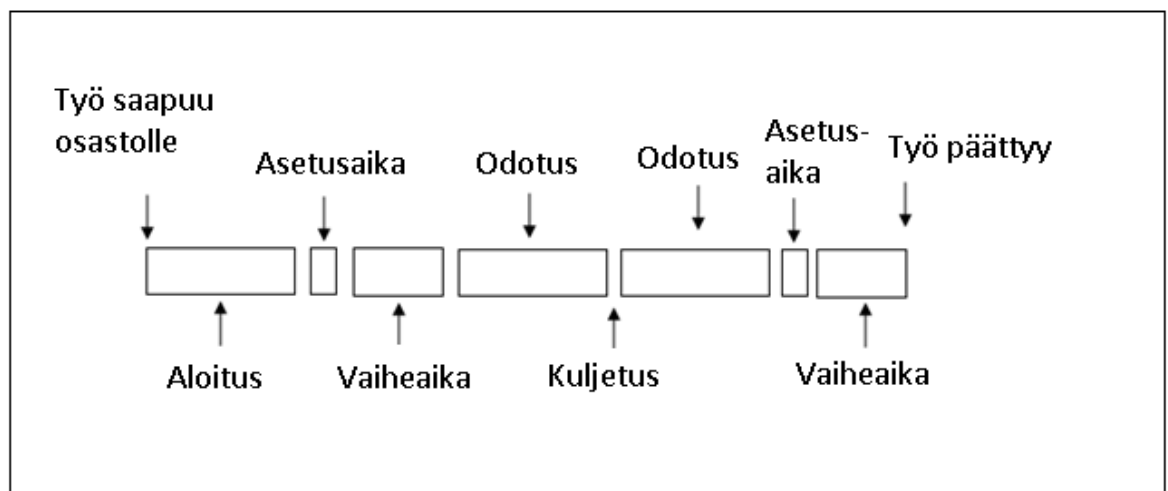 Työ saapuu
osastolle
Asetusaika
Odotus
Odotus
Asetus-
aika
Työ päättyy
Aloitus
Vaiheaika
Kuljetus
Vaiheaika